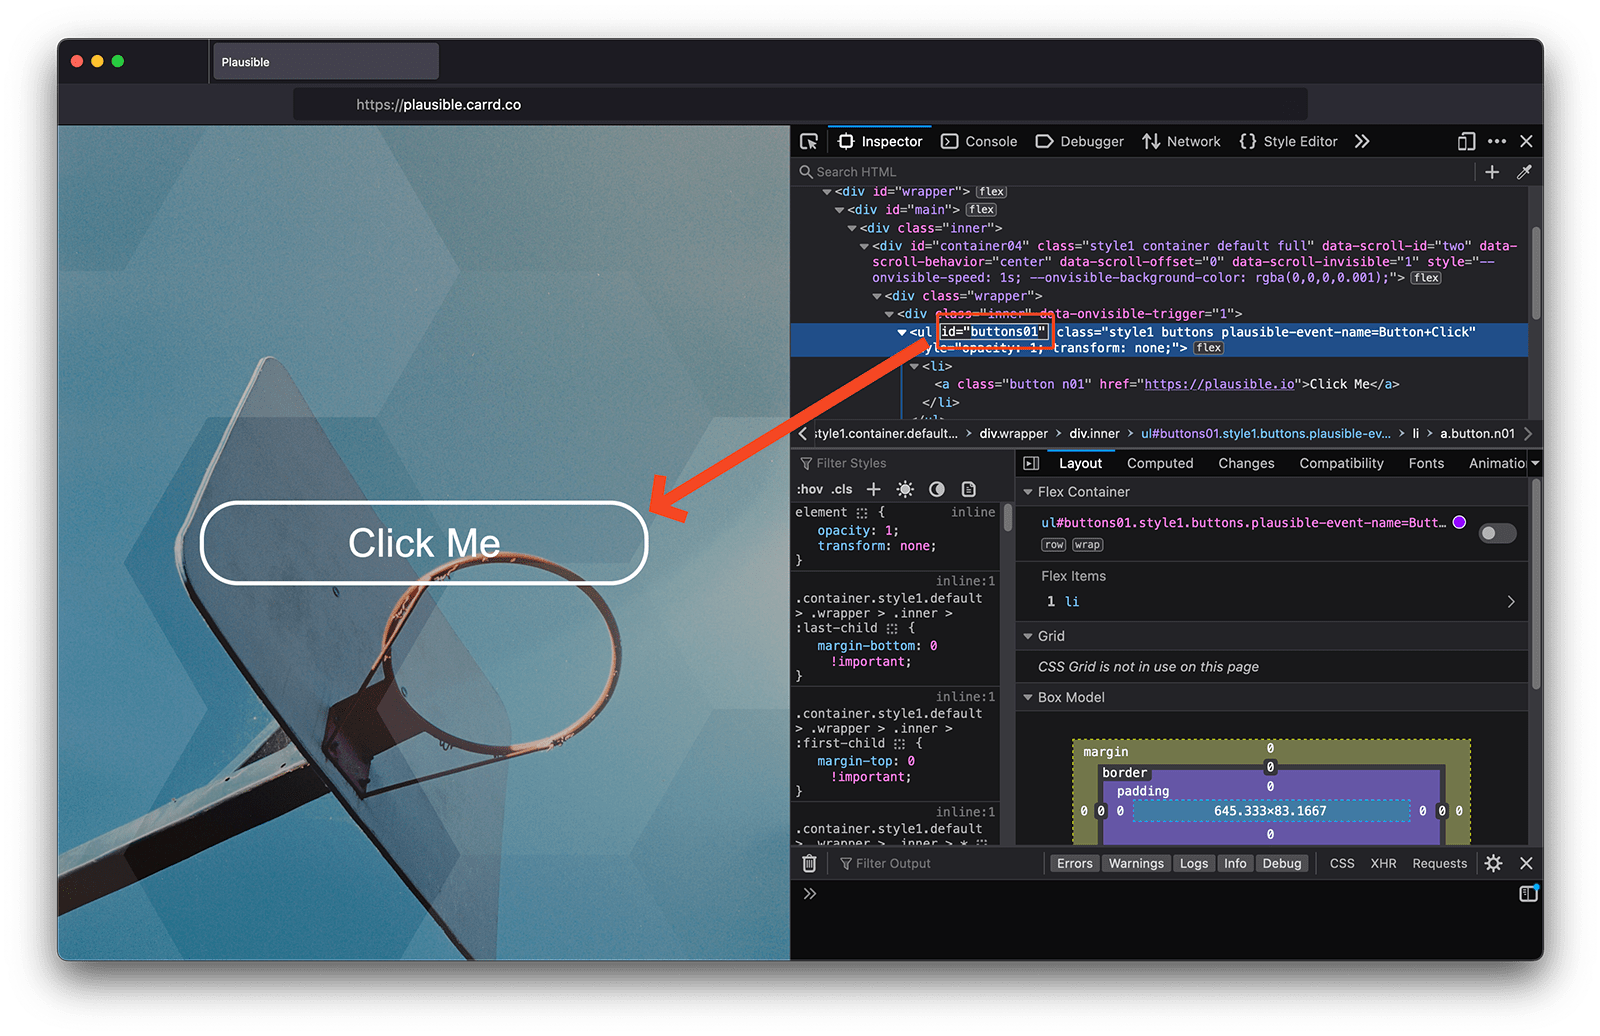 Plausible
https://plausible.carrd.co
Click Me
Inspector Console Debugger Network {} Style Editor
Search HTML
<div id="wrapper"> flex
<div id="main"> flex
<div class="inner">
<div id="container04" class="style1 container default full" data-scroll-id="two" data-
scroll-behavior="center" data-scroll-offset="0" data-scroll-invisible="1" style="--
onvisible-speed: 1s; --onvisible-background-color: rgba(0,0,0,0.001);"> flex
<div class="wrapper">
<div class="inner" data-onvisible-trigger="1">
<ul id="buttons01" class="style1 buttons plausible-event-name=Button+Click"
style="opacity: 1; transform: none;"> flex
<li>
<a class="button n01" href="https://plausible.io">Click Me</a>
</li>
</ul>
style1.container.default... > div.wrapper > div.inner > ul#buttons01.style1.buttons.plausible-ev... > li > a.button.n01
Filter Styles
:hov .cls +
element { inline
opacity: 1;
transform: none;
}
inline:1
.container.style1.default
> .wrapper > .inner >
:last-child {
margin-bottom: 0
!important;
}
inline:1
.container.style1.default
> .wrapper > .inner >
:first-child {
margin-top: 0
!important;
}
inline:1
.container.style1.default
> .wrapper > .inner > *
Layout Computed Changes Compatibility Fonts Animatio
Flex Container
ul#buttons01.style1.buttons.plausible-event-name=Butt...
row wrap
Flex Items
1 li
Grid
CSS Grid is not in use on this page
Box Model
margin 0
border 0
padding 0
0 0 0 645.333×83.1667 0 0 0
0
Filter Output
Errors Warnings Logs Info Debug CSS XHR Requests